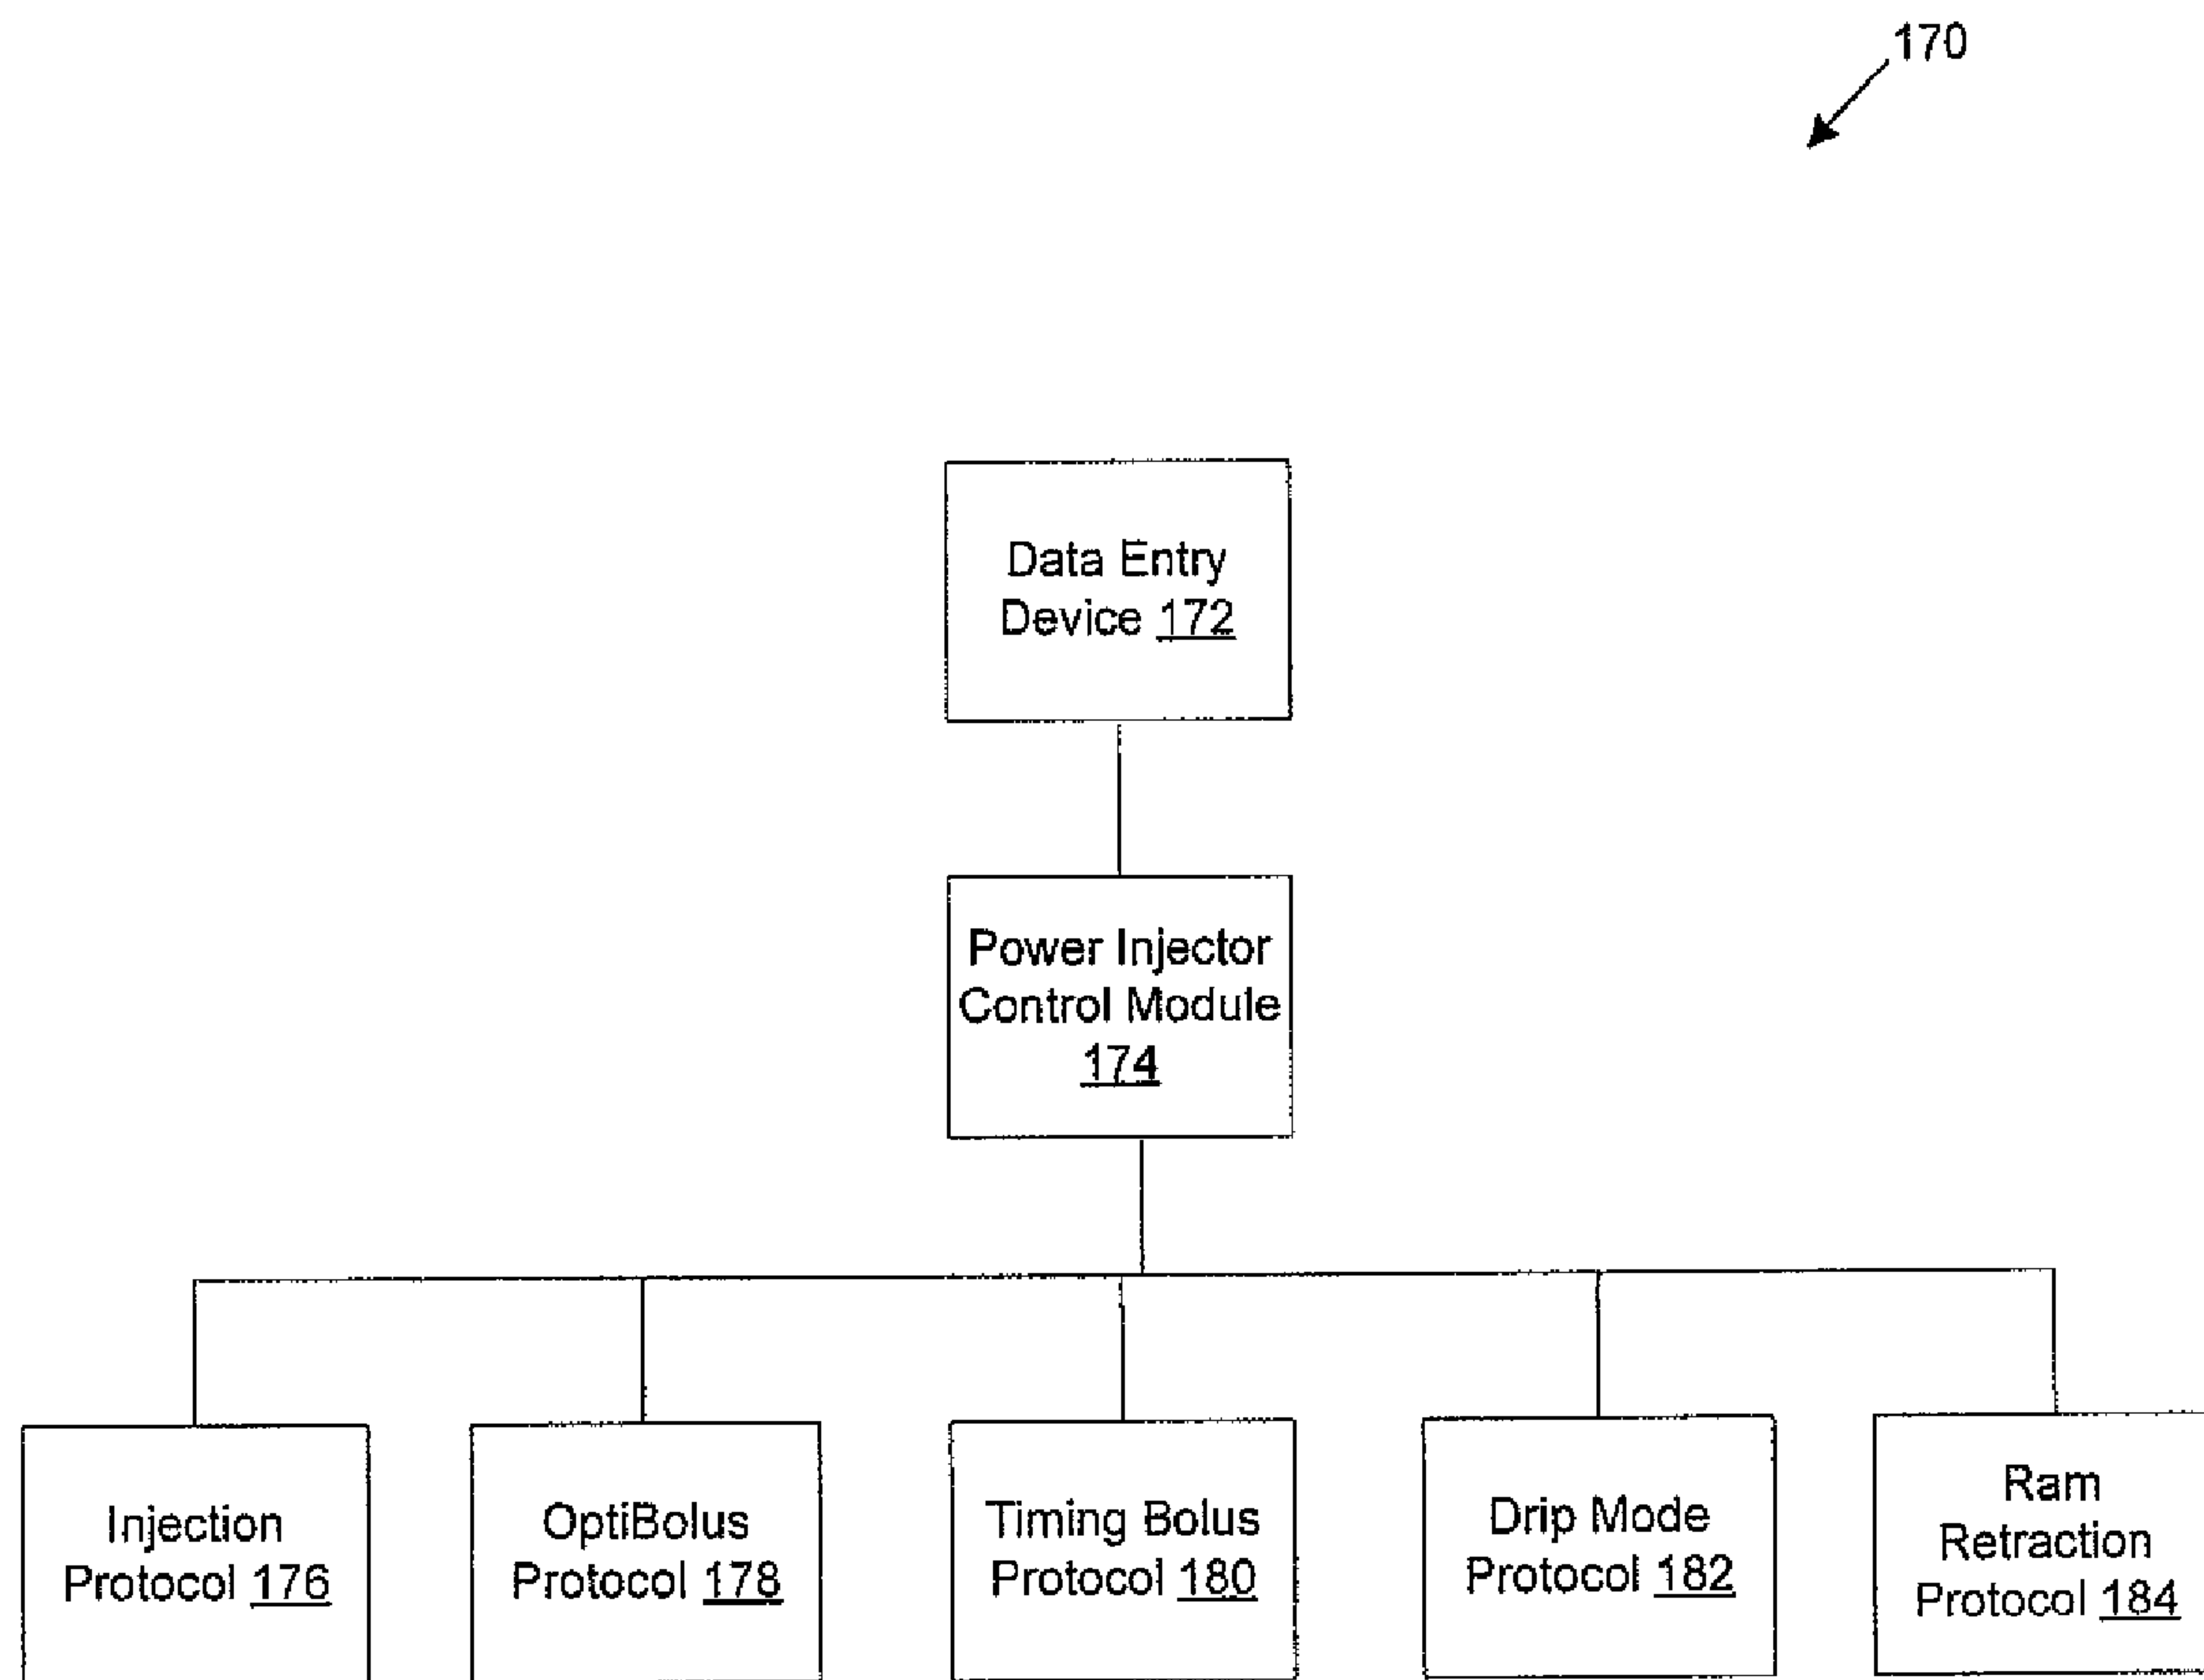 170
Data Entry
Device 172
Power Injector
Control Module
174
Injection
Protocol 176
OptiBolus
Protocol 178
Timing Bolus
Protocol 180
Drip Mode
Protocol 182
Ram
Retraction
Protocol 184